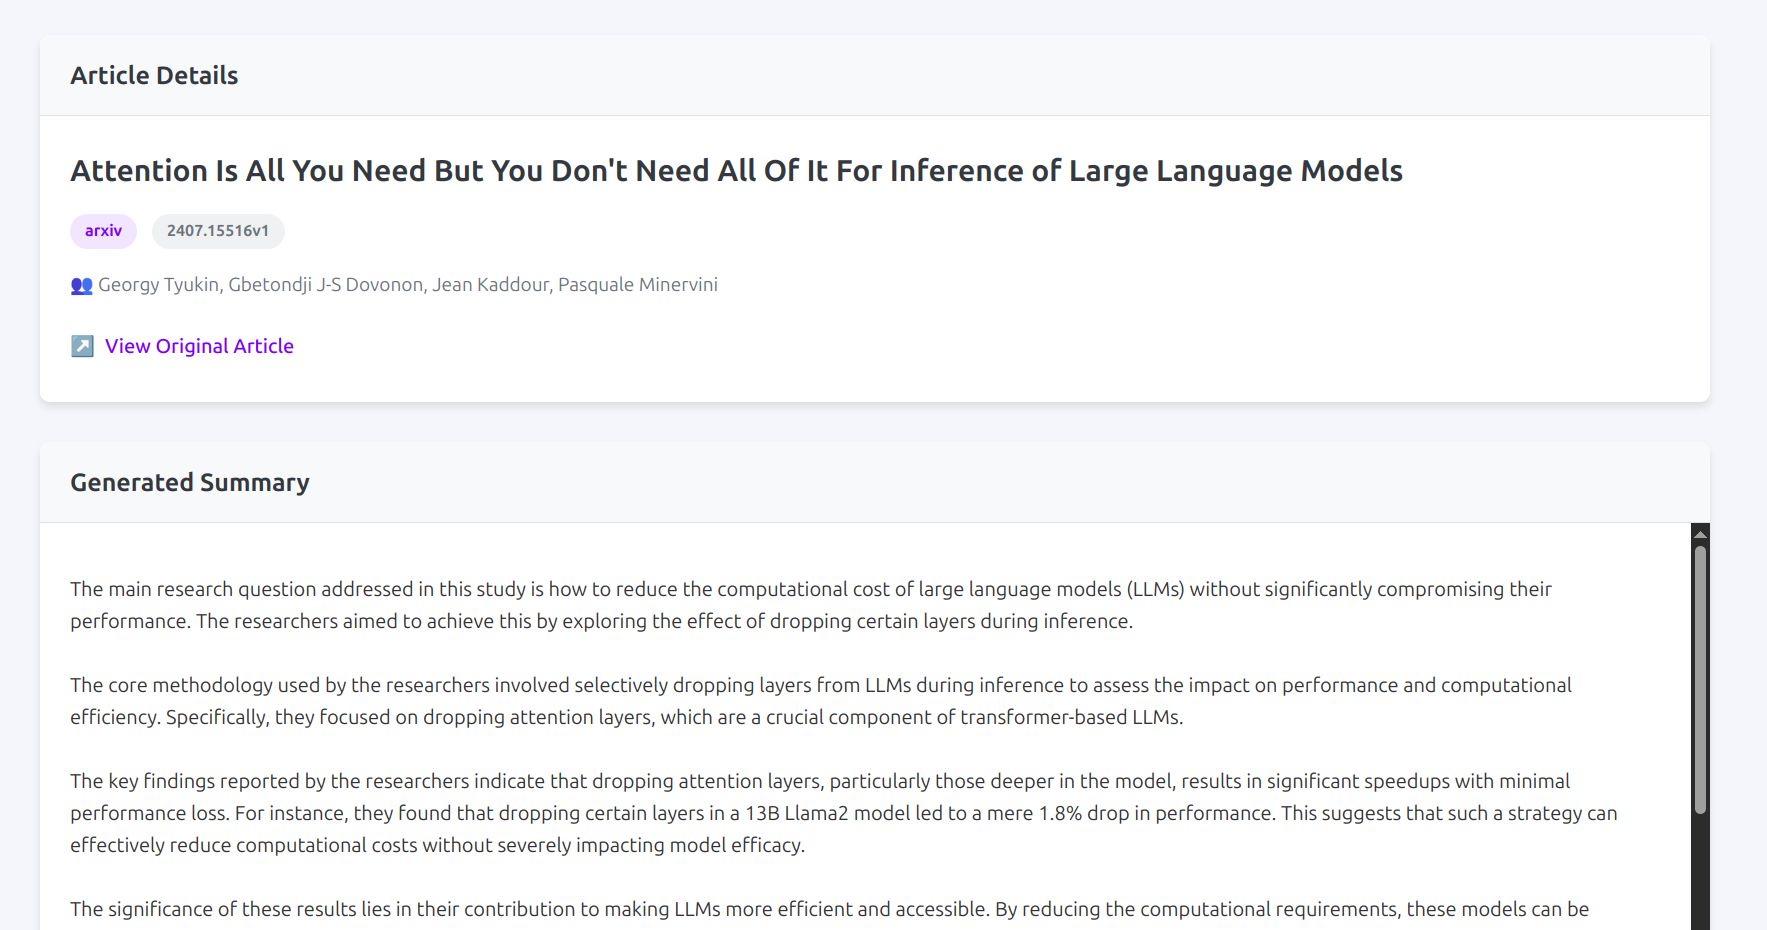 Article Details
Attention Is All You Need But You Don't Need All Of It For Inference of Large Language Models
arxiv 2407.15516v1
Georgy Tyukin, Gbetondji J-S Dovonon, Jean Kaddour, Pasquale Minervini
View Original Article
Generated Summary
The main research question addressed in this study is how to reduce the computational cost of large language models (LLMs) without significantly compromising their
performance. The researchers aimed to achieve this by exploring the effect of dropping certain layers during inference.
The core methodology used by the researchers involved selectively dropping layers from LLMs during inference to assess the impact on performance and computational
efficiency. Specifically, they focused on dropping attention layers, which are a crucial component of transformer-based LLMs.
The key findings reported by the researchers indicate that dropping attention layers, particularly those deeper in the model, results in significant speedups with minimal
performance loss. For instance, they found that dropping certain layers in a 13B Llama2 model led to a mere 1.8% drop in performance. This suggests that such a strategy can
effectively reduce computational costs without severely impacting model efficacy.
The significance of these results lies in their contribution to making LLMs more efficient and accessible. By reducing the computational requirements, these models can be